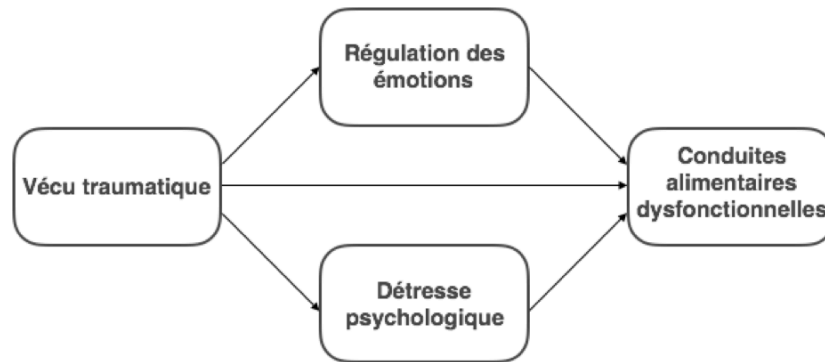 Régulation des
émotions
Vécu traumatique
Conduites
alimentaires
dysfonctionnelles
Détresse
psychologique